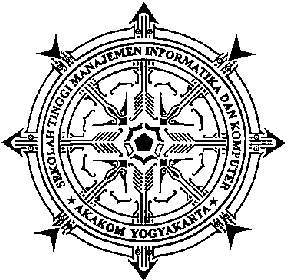 SEKOLAH TINGGI MANAJEMEN INFORMATIKA DAN KOMPUTER
★ AKAKOM YOGYAKARTA ★